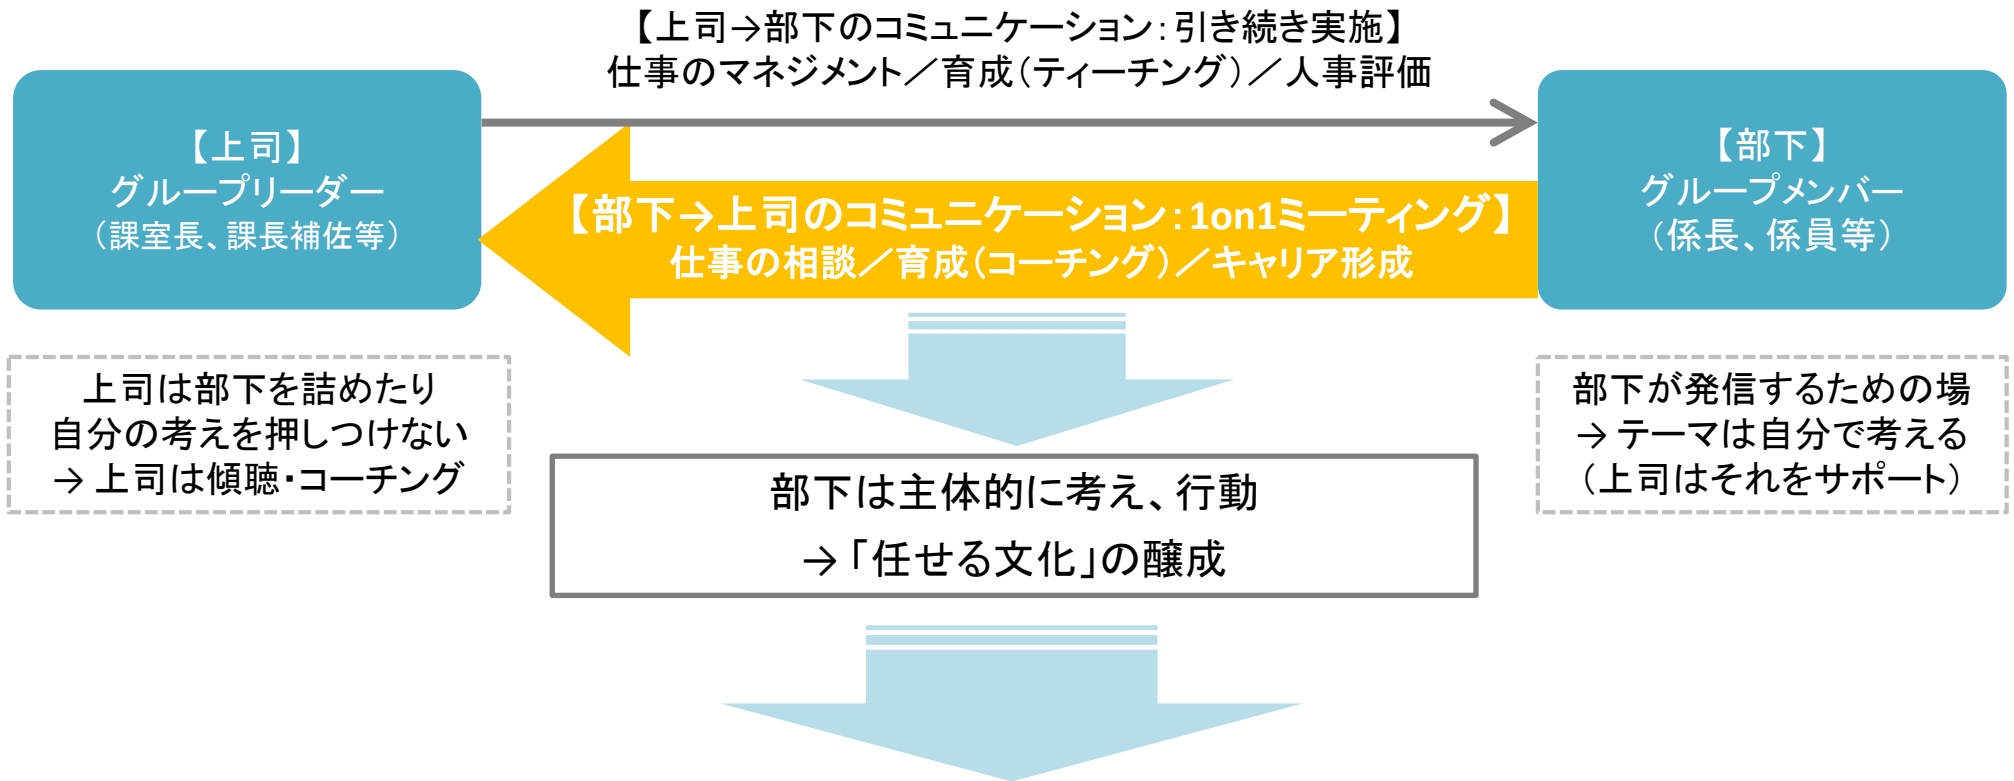 【上司→部下のコミュニケーション：引き続き実施】
仕事のマネジメント／育成（ティーチング）／人事評価
【上司】
グループリーダー
（課室長、課長補佐等）
【部下→上司のコミュニケーション：1on1ミーティング】
仕事の相談／育成（コーチング）／キャリア形成
【部下】
グループメンバー
（係長、係員等）
上司は部下を詰めたり
自分の考えを押しつけない
→ 上司は傾聴・コーチング
部下が発信するための場
→ テーマは自分で考える
（上司はそれをサポート）
部下は主体的に考え、行動
→「任せる文化」の醸成